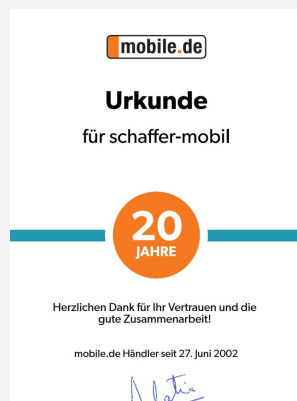 mobile.de
Urkunde
für schaffer-mobil
20
JAHRE
Herzlichen Dank für Ihr Vertrauen und die
gute Zusammenarbeit!
mobile.de Händler seit 27. Juni 2002